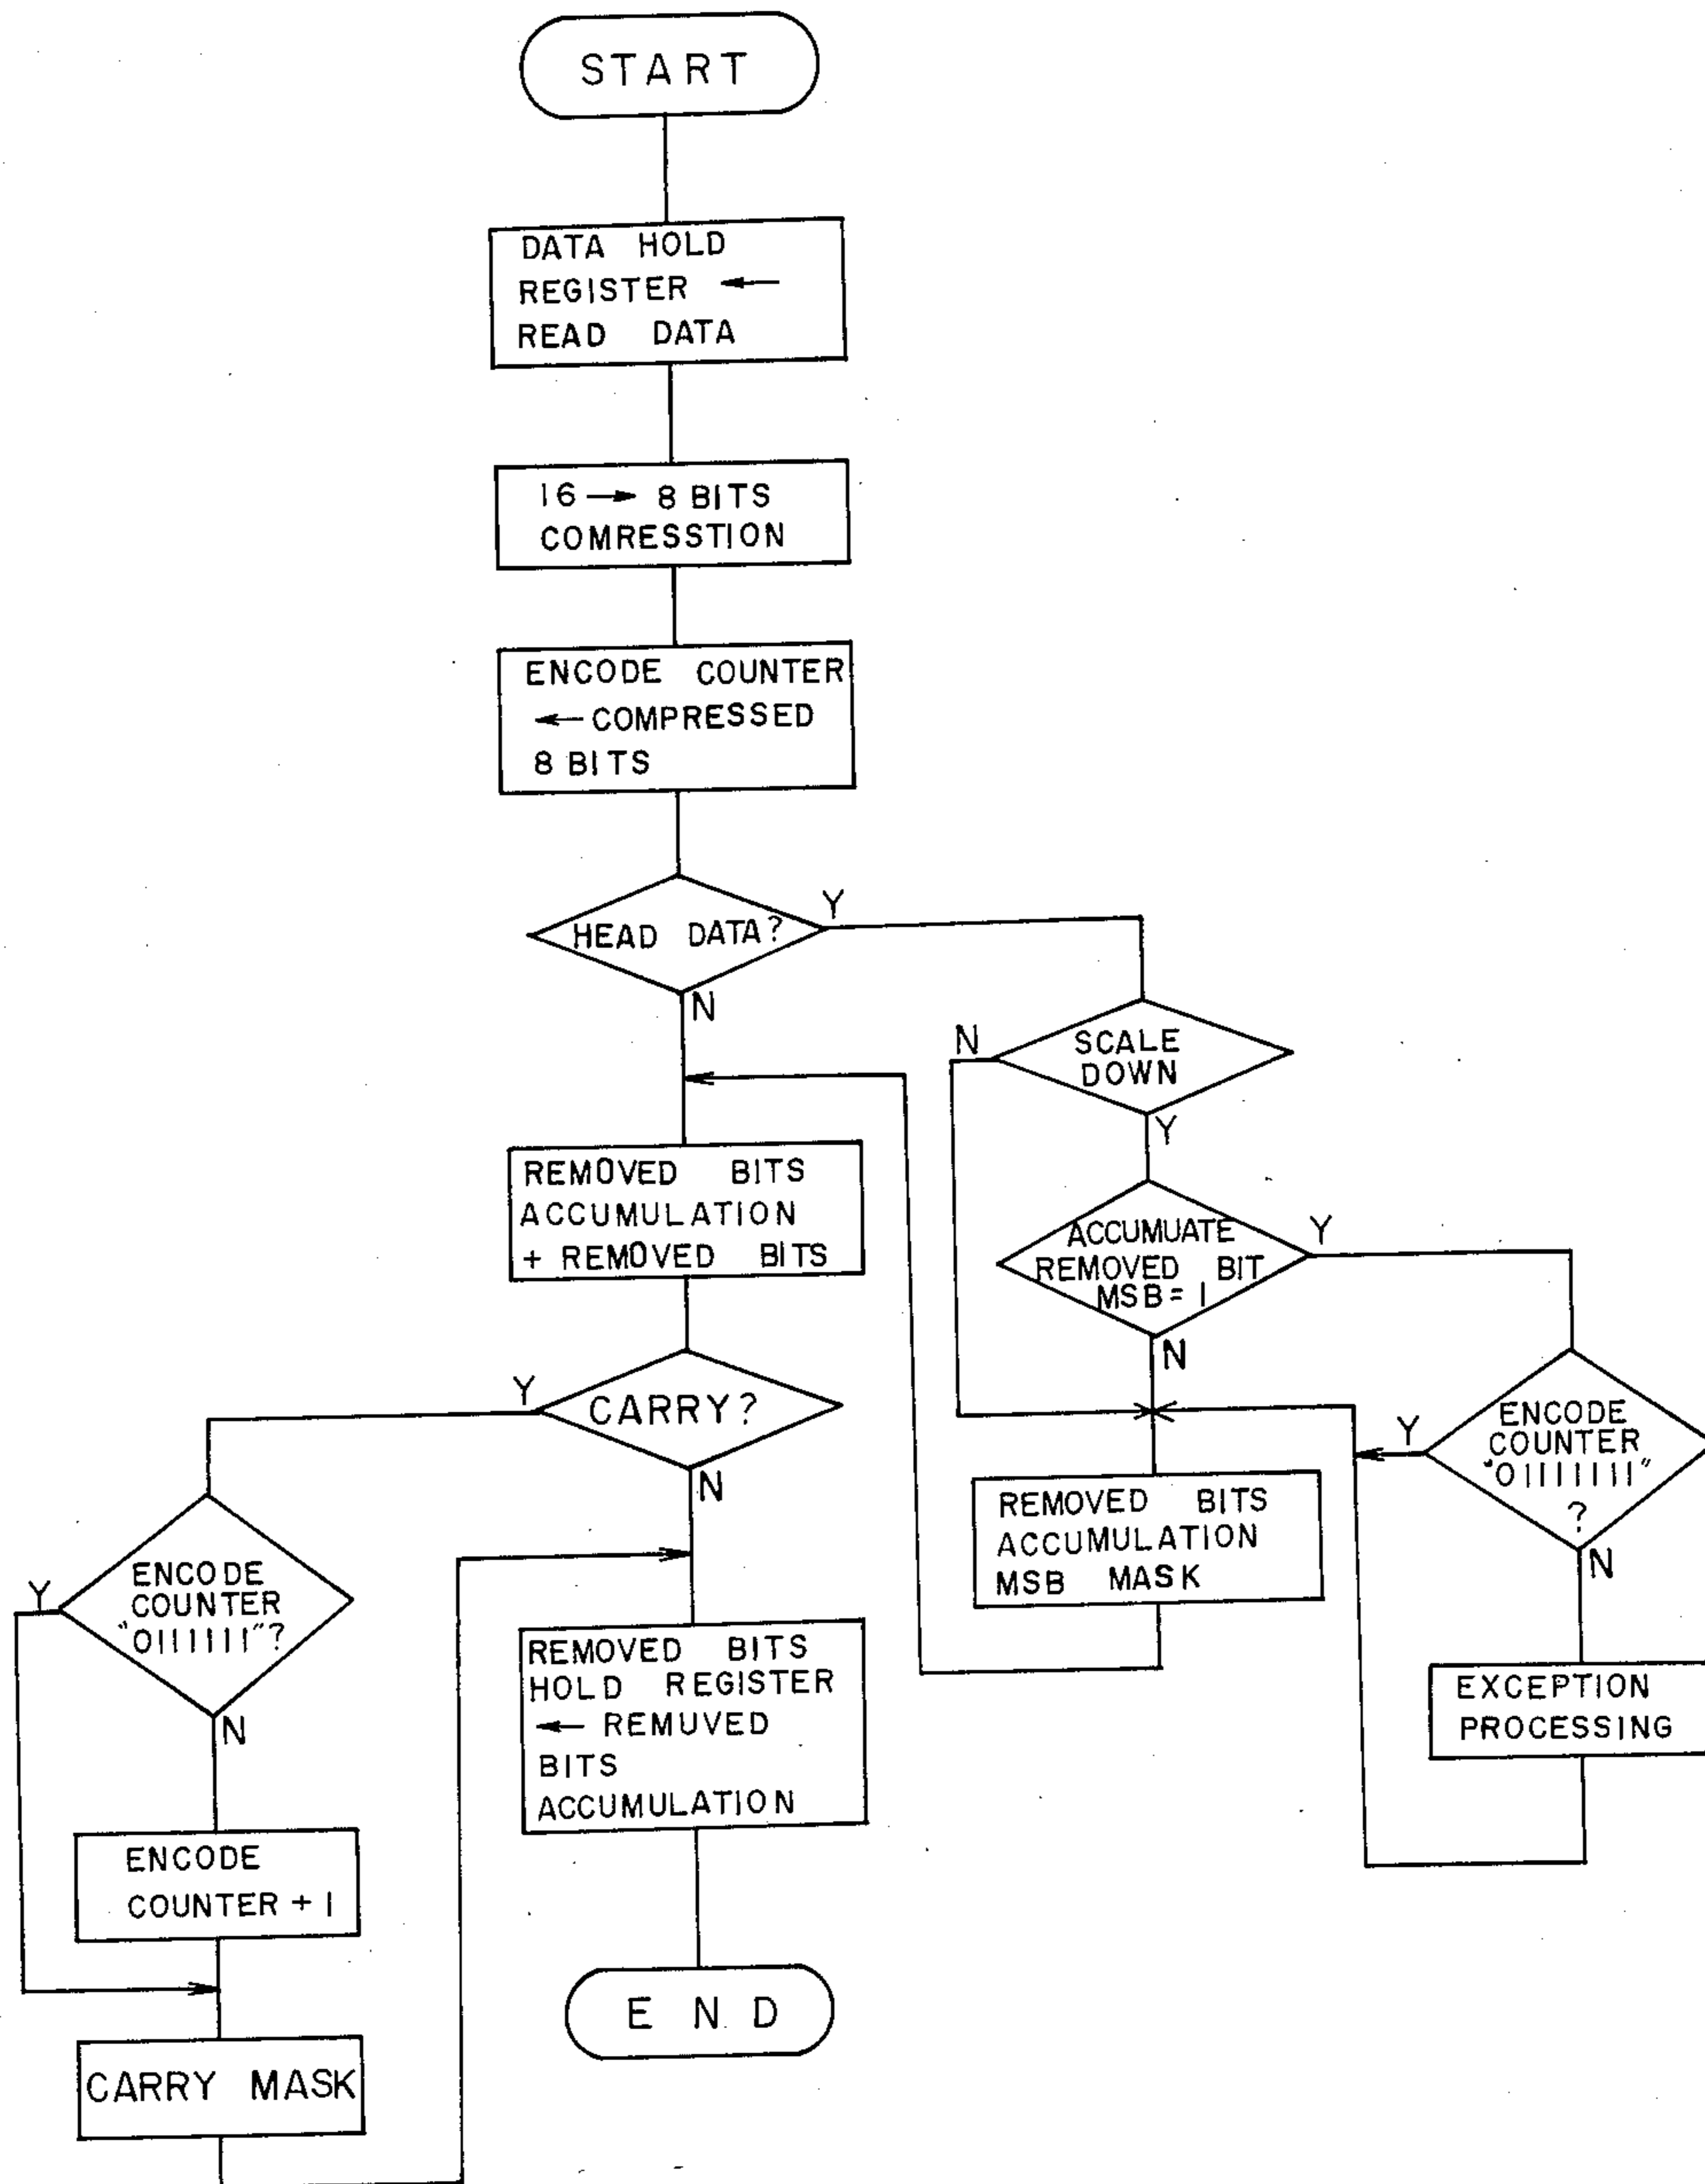 START
DATA HOLD
REGISTER ←
READ DATA
16 → 8 BITS
COMRESSTION
ENCODE COUNTER
← COMPRESSED
8 BITS
HEAD DATA?
Y
N
SCALE
DOWN
N
Y
REMOVED BITS
ACCUMULATION
+ REMOVED BITS
ACCUMUATE
REMOVED BIT
MSB = 1
Y
N
CARRY?
Y
N
ENCODE
COUNTER
"01111111"
?
Y
N
REMOVED BITS
ACCUMULATION
MSB MASK
ENCODE
COUNTER
"0111111"?
Y
N
REMOVED BITS
HOLD REGISTER
← REMUVED
BITS
ACCUMULATION
EXCEPTION
PROCESSING
ENCODE
COUNTER + 1
CARRY MASK
END